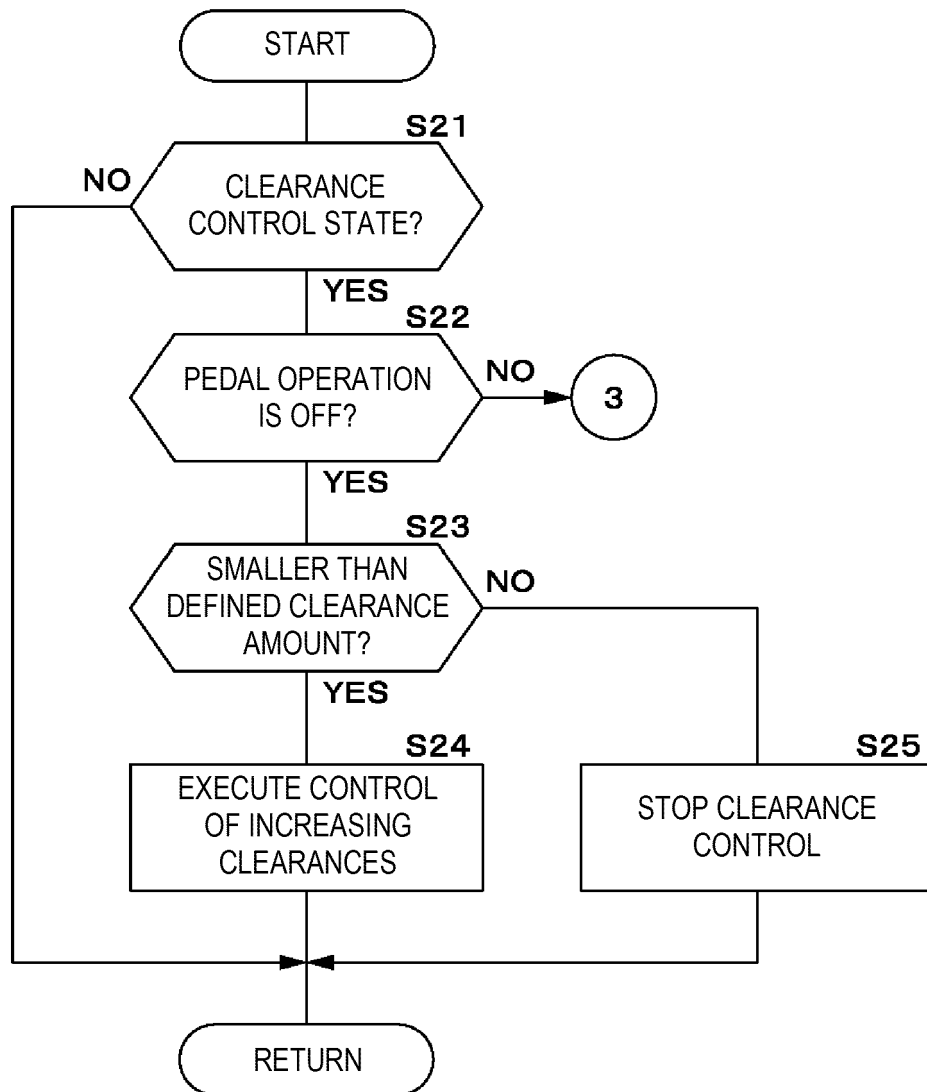 START
S21
NO
CLEARANCE
CONTROL STATE?
YES
S22
PEDAL OPERATION
IS OFF?
NO
3
YES
S23
SMALLER THAN
DEFINED CLEARANCE
AMOUNT?
NO
YES
S24
EXECUTE CONTROL
OF INCREASING
CLEARANCES
S25
STOP CLEARANCE
CONTROL
RETURN